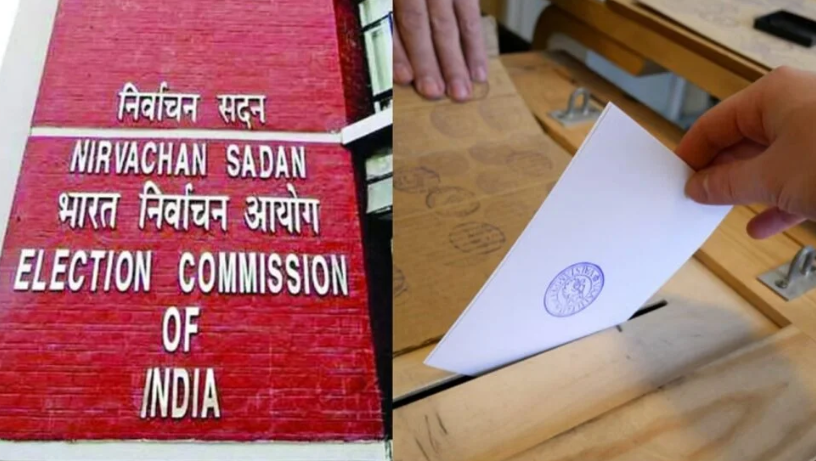 निर्वाचन सदन
NIRVACHAN SADAN
भारत निर्वाचन आयोग
ELECTION COMMISSION
OF
INDIA